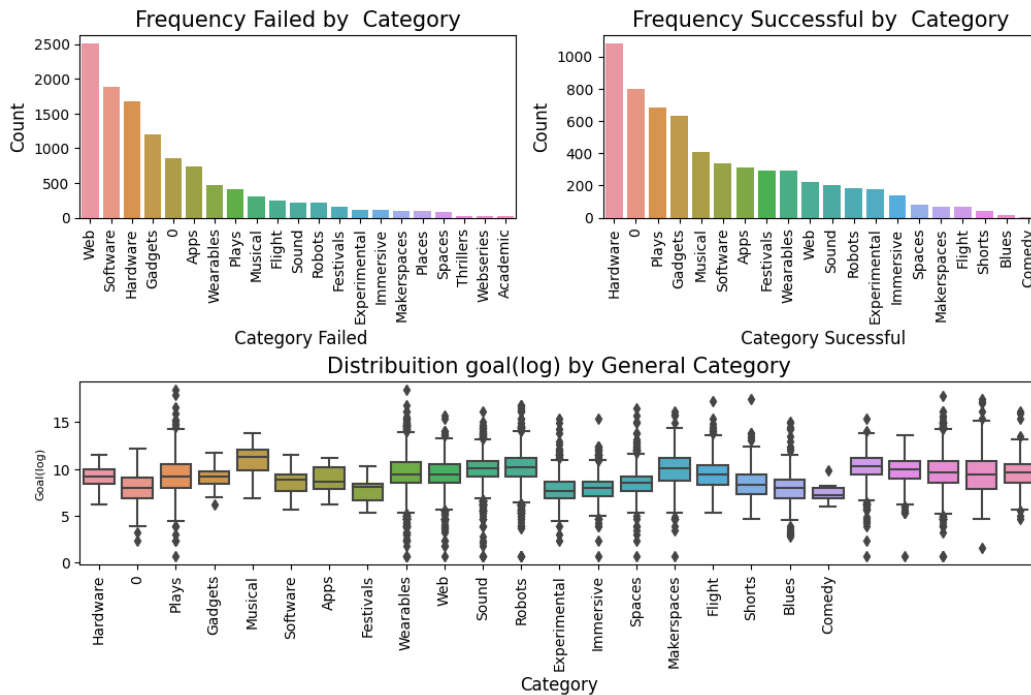 Frequency Failed by  Category
Count
2500
2000
1500
1000
500
0
Web
Software
Hardware
Gadgets
0
Apps
Wearables
Plays
Musical
Flight
Sound
Robots
Festivals
Experimental
Immersive
Makerspaces
Places
Spaces
Thrillers
Webseries
Academic
Category Failed
Frequency Successful by  Category
Count
1000
800
600
400
200
0
Hardware
0
Plays
Gadgets
Musical
Software
Apps
Festivals
Wearables
Web
Sound
Robots
Experimental
Immersive
Spaces
Makerspaces
Flight
Shorts
Blues
Comedy
Category Sucessful
Distribuition goal(log) by General Category
Goal(log)
15
10
5
0
Hardware
0
Plays
Gadgets
Musical
Software
Apps
Festivals
Wearables
Web
Sound
Robots
Experimental
Immersive
Spaces
Makerspaces
Flight
Shorts
Blues
Comedy
Category